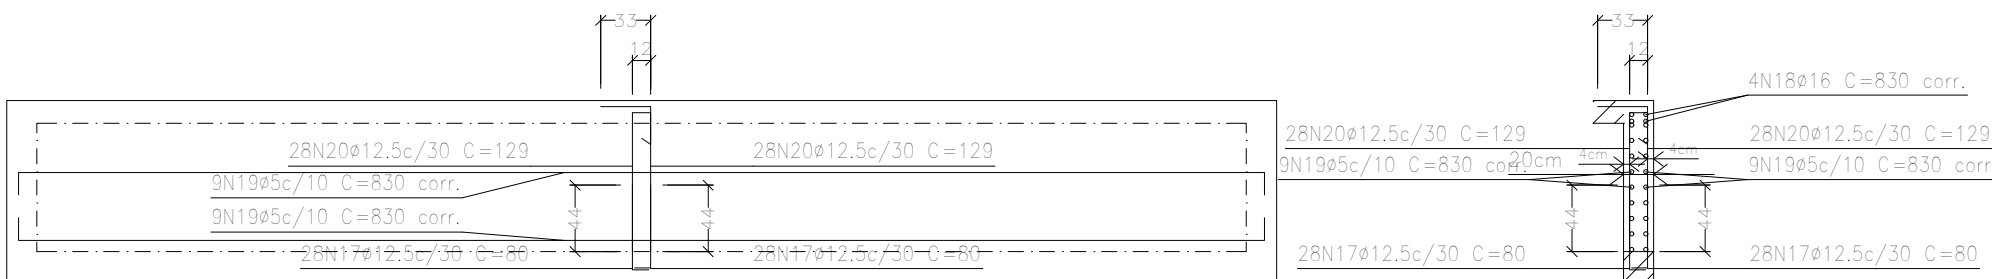 33
12
28N20ø12.5c/30 C=129
28N20ø12.5c/30 C=129
9N19ø5c/10 C=830 corr.
9N19ø5c/10 C=830 corr.
44
44
28N17ø12.5c/30 C=80
28N17ø12.5c/30 C=80
33
12
4N18ø16 C=830 corr.
28N20ø12.5c/30 C=129
28N20ø12.5c/30 C=129
9N19ø5c/10 C=830 corr.
20cm
4cm
4cm
9N19ø5c/10 C=830 corr
44
44
28N17ø12.5c/30 C=80
28N17ø12.5c/30 C=80